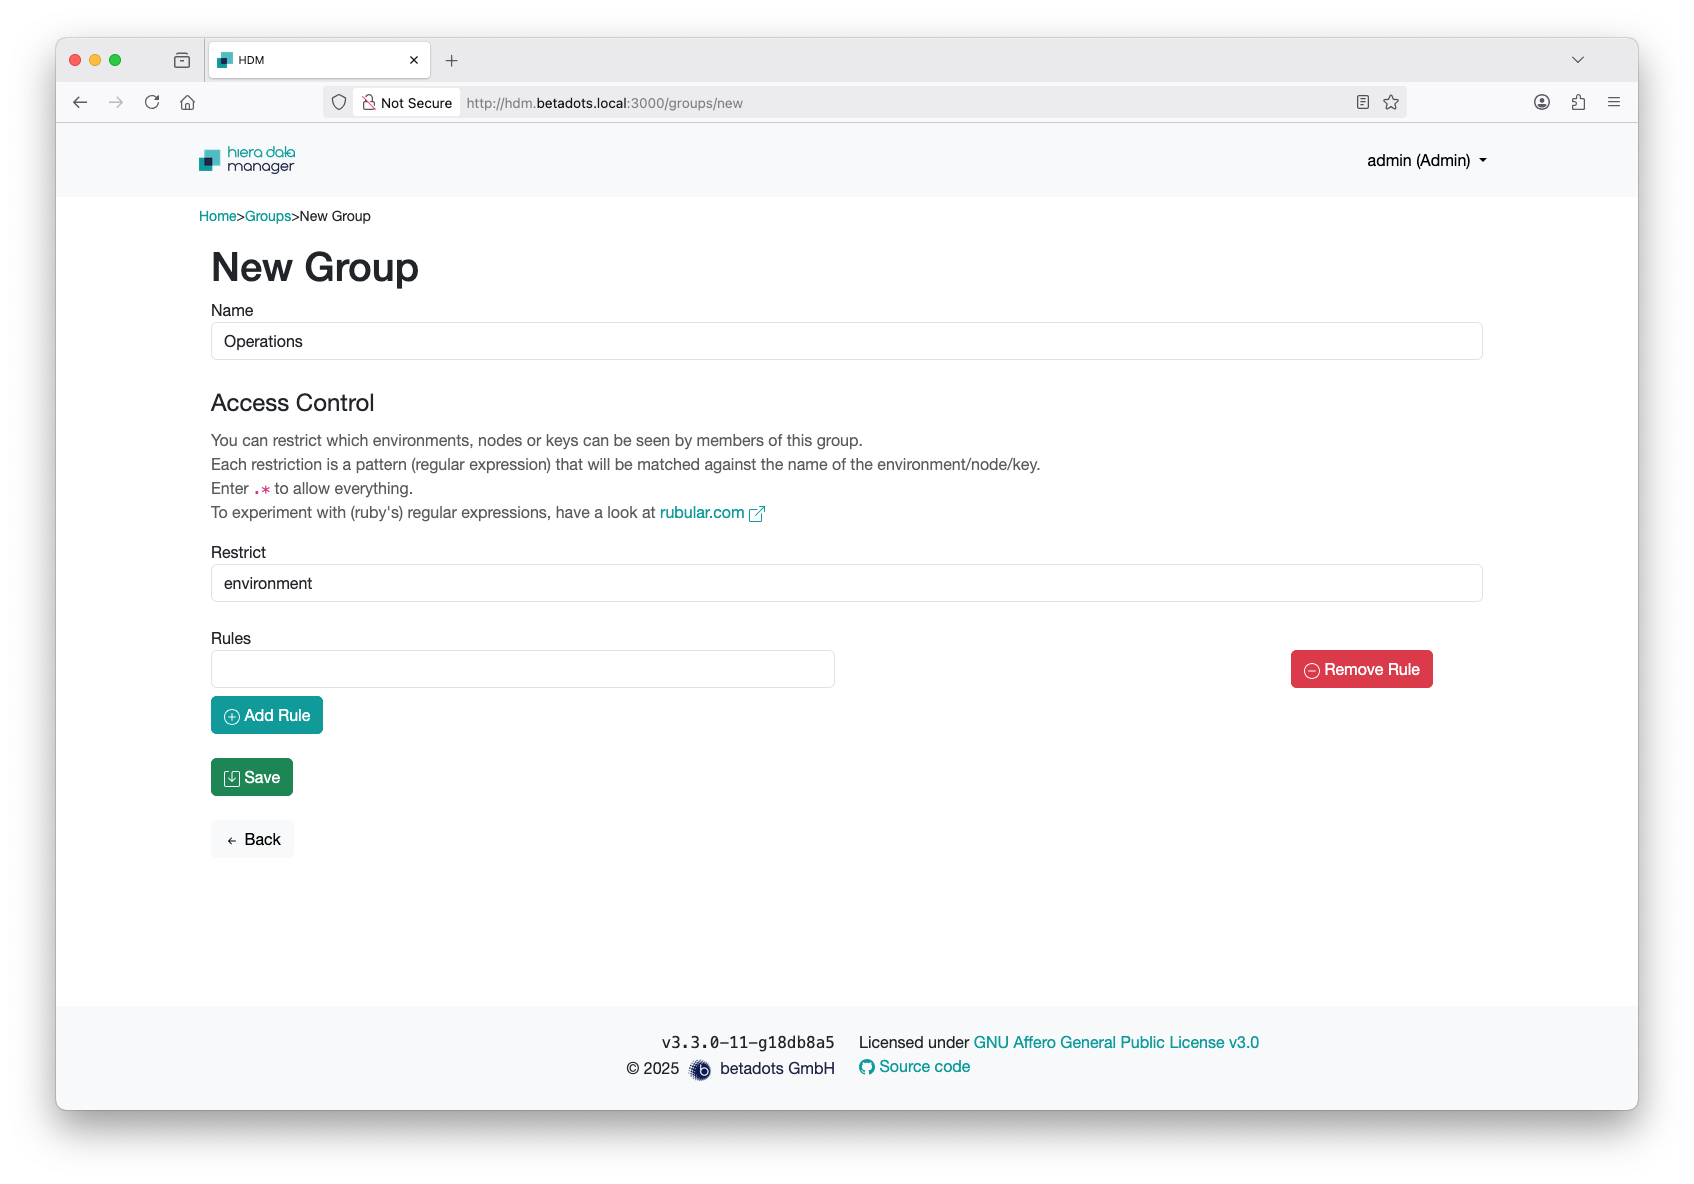 HDM
Not Secure http://hdm.betadots.local:3000/groups/new
hiera data
manager
admin (Admin)
Home>Groups>New Group
New Group
Name
Operations
Access Control
You can restrict which environments, nodes or keys can be seen by members of this group.
Each restriction is a pattern (regular expression) that will be matched against the name of the environment/node/key.
Enter .* to allow everything.
To experiment with (ruby's) regular expressions, have a look at rubular.com
Restrict
environment
Rules
Remove Rule
Add Rule
Save
← Back
v3.3.0-11-g18db8a5
© 2025 betadots GmbH
Licensed under GNU Affero General Public License v3.0
Source code